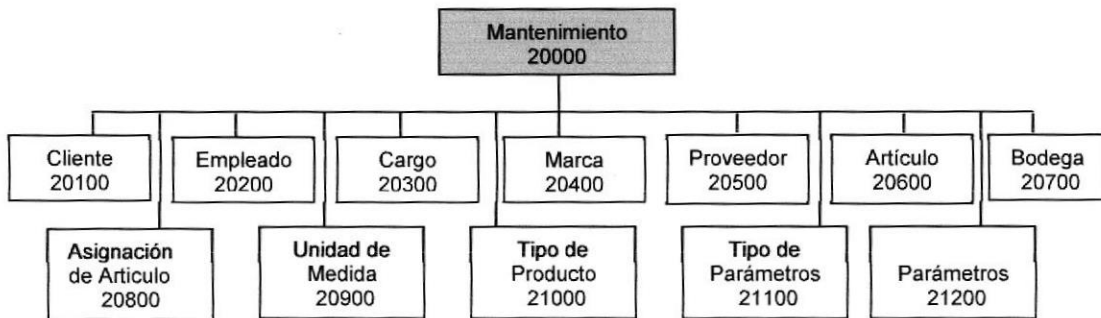 Mantenimiento
20000
Cliente
20100
Empleado
20200
Cargo
20300
Marca
20400
Proveedor
20500
Artículo
20600
Bodega
20700
Asignación
de Articulo
20800
Unidad de
Medida
20900
Tipo de
Producto
21000
Tipo de
Parámetros
21100
Parámetros
21200